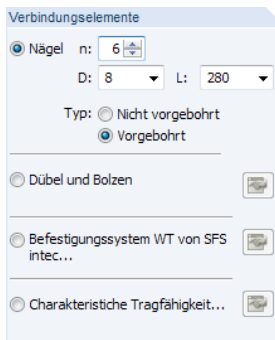 Verbindungselemente
Nägel n: 6
D: 8 L: 280
Typ: Nicht vorgebohrt
Vorgebohrt
Dübel und Bolzen
Befestigungssystem WT von SFS
intec...
Charakteristiche Tragfähigkeit...